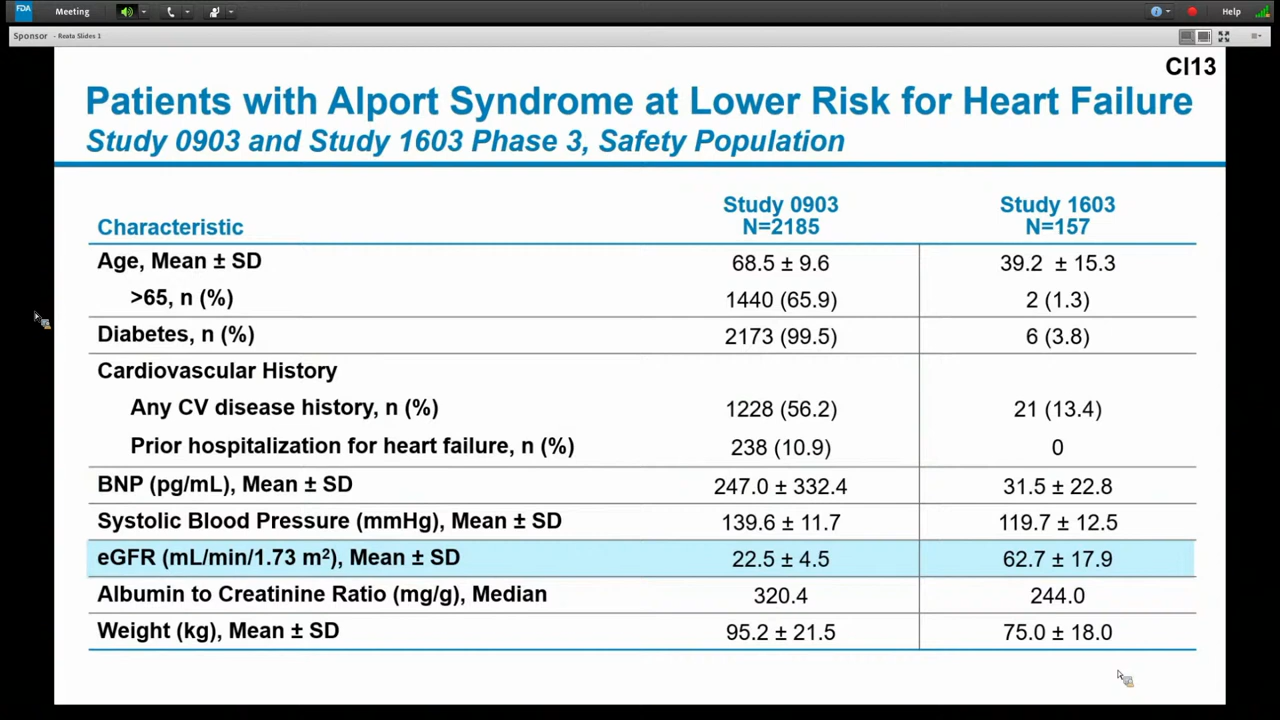 FDA Meeting Help
Sponsor - Reata Slides 1
CI13
Patients with Alport Syndrome at Lower Risk for Heart Failure
Study 0903 and Study 1603 Phase 3, Safety Population
Characteristic Study 0903 N=2185 Study 1603 N=157
Age, Mean ± SD 68.5 ± 9.6 39.2 ± 15.3
>65, n (%) 1440 (65.9) 2 (1.3)
Diabetes, n (%) 2173 (99.5) 6 (3.8)
Cardiovascular History
Any CV disease history, n (%) 1228 (56.2) 21 (13.4)
Prior hospitalization for heart failure, n (%) 238 (10.9) 0
BNP (pg/mL), Mean ± SD 247.0 ± 332.4 31.5 ± 22.8
Systolic Blood Pressure (mmHg), Mean ± SD 139.6 ± 11.7 119.7 ± 12.5
eGFR (mL/min/1.73 m²), Mean ± SD 22.5 ± 4.5 62.7 ± 17.9
Albumin to Creatinine Ratio (mg/g), Median 320.4 244.0
Weight (kg), Mean ± SD 95.2 ± 21.5 75.0 ± 18.0